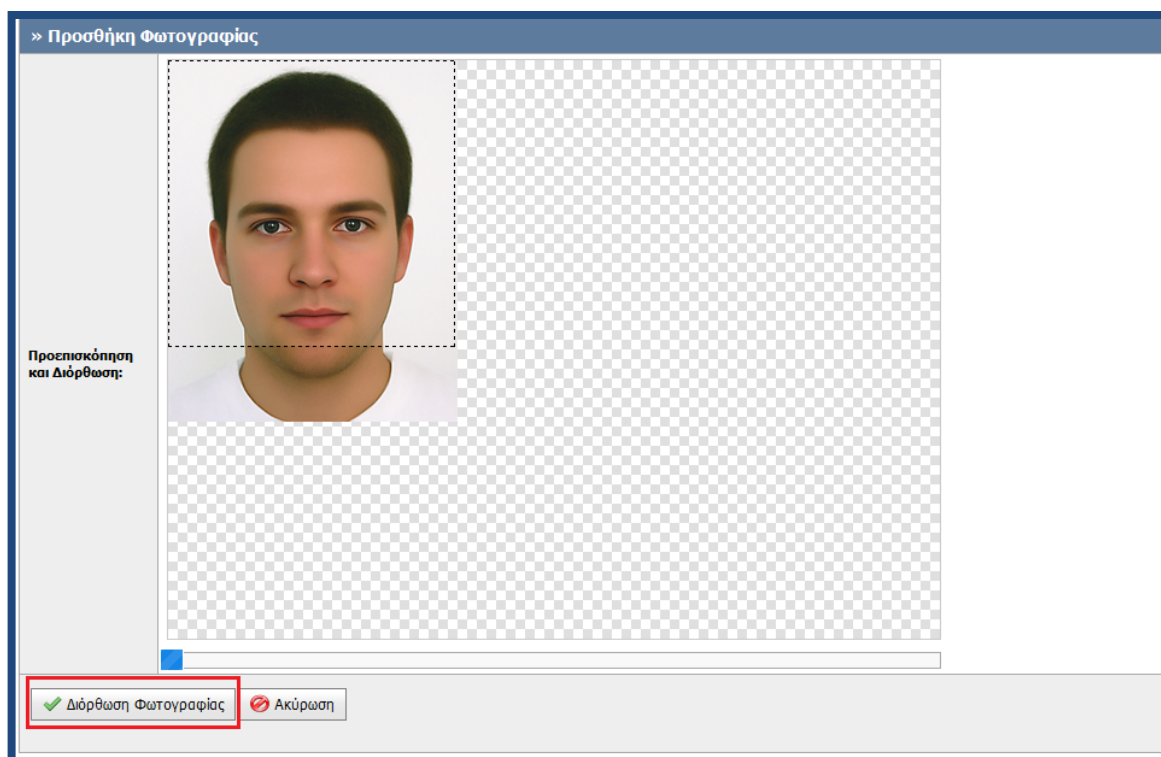 » Προσθήκη Φωτογραφίας
Προεπισκόπηση
και Διόρθωση:
Διόρθωση Φωτογραφίας
Ακύρωση